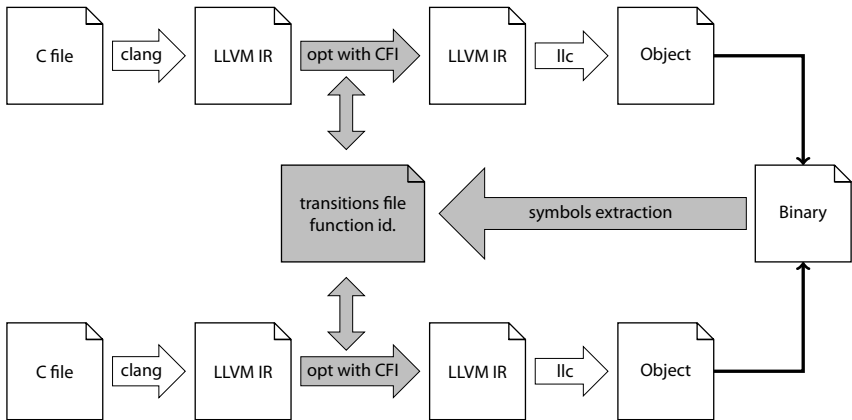 C file
clang
LLVM IR
opt with CFI
LLVM IR
llc
Object
transitions file
function id.
symbols extraction
Binary
C file
clang
LLVM IR
opt with CFI
LLVM IR
llc
Object